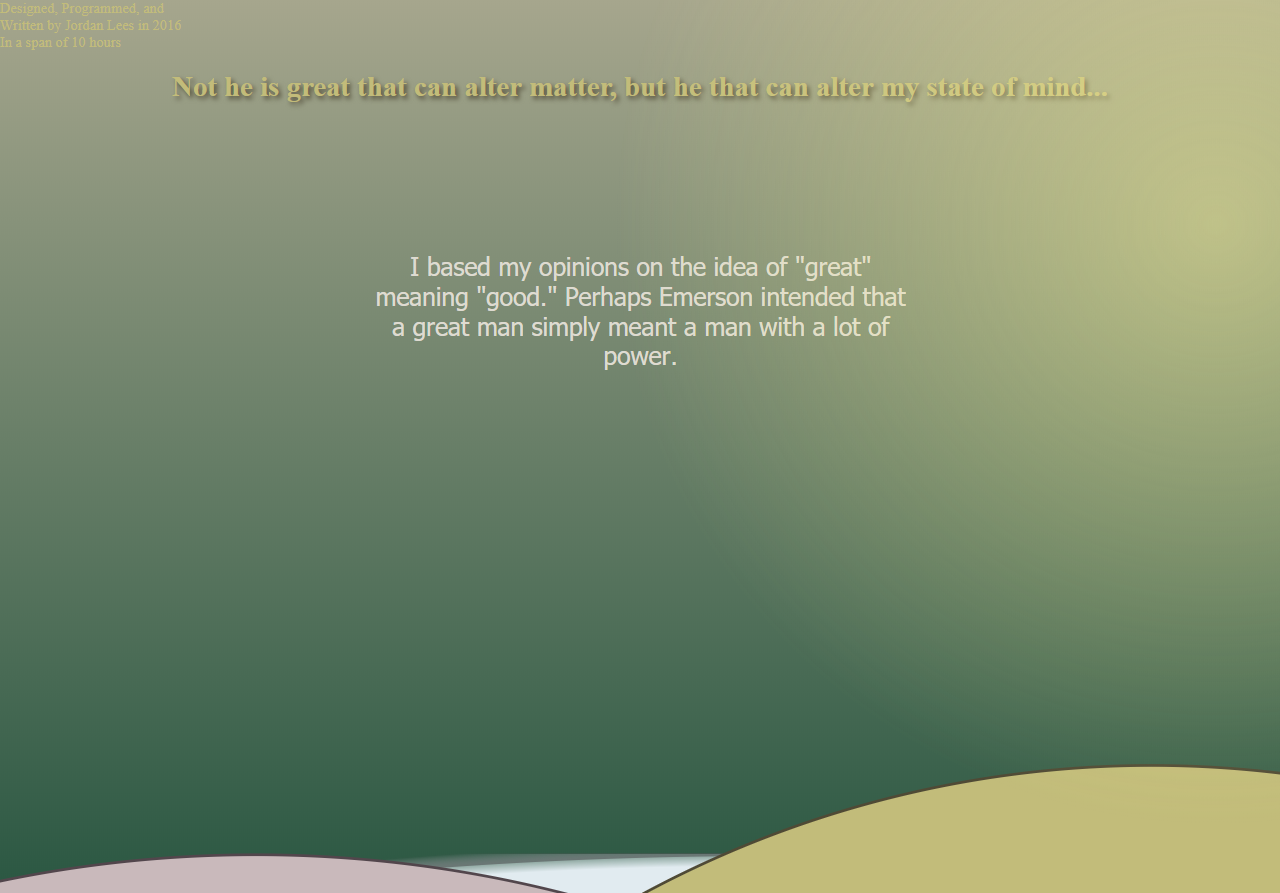 Designed, Programmed, and
Written by Jordan Lees in 2016
In a span of 10 hours
Not he is great that can alter matter, but he that can alter my state of mind...
I based my opinions on the idea of "great"
meaning "good." Perhaps Emerson intended that
a great man simply meant a man with a lot of
power.